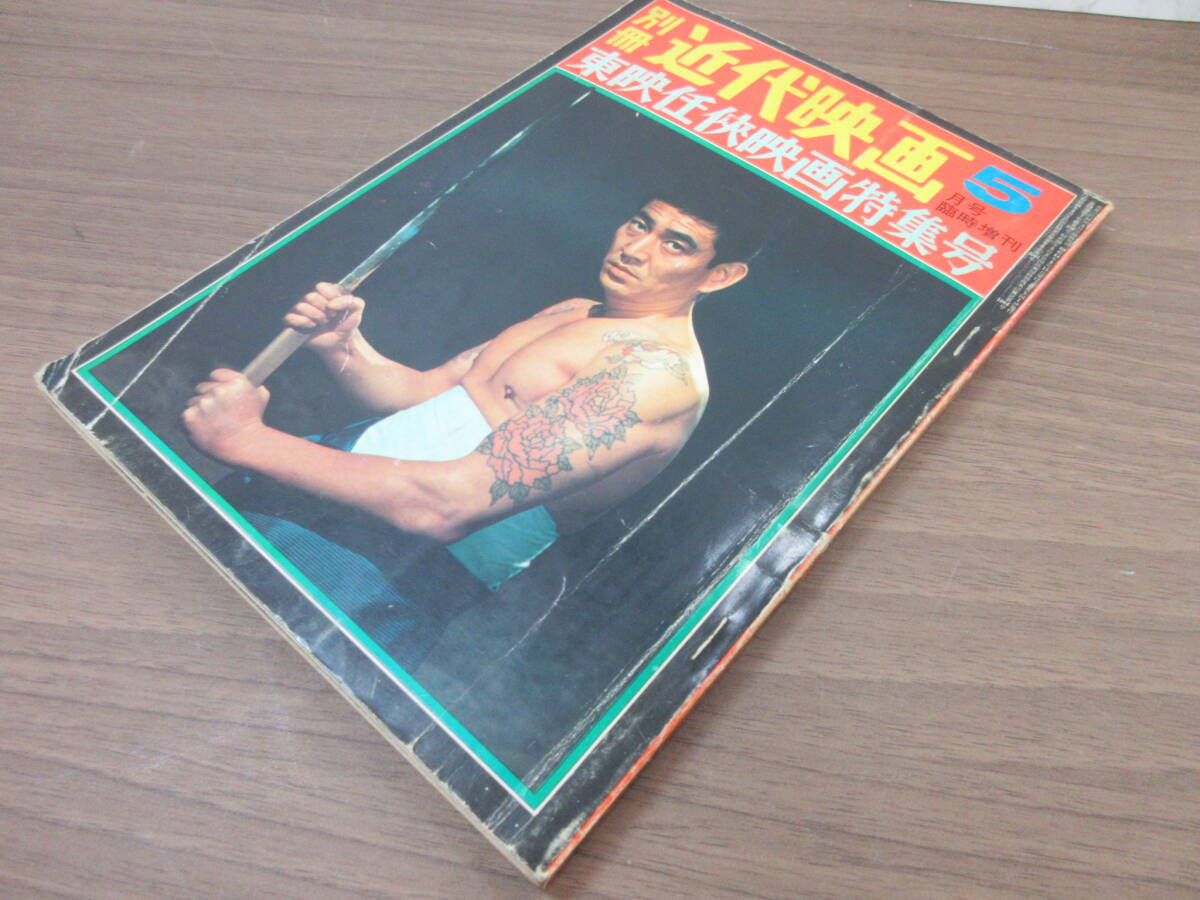 別冊 近代映画
5月号臨時増刊
東映任侠映画特集号